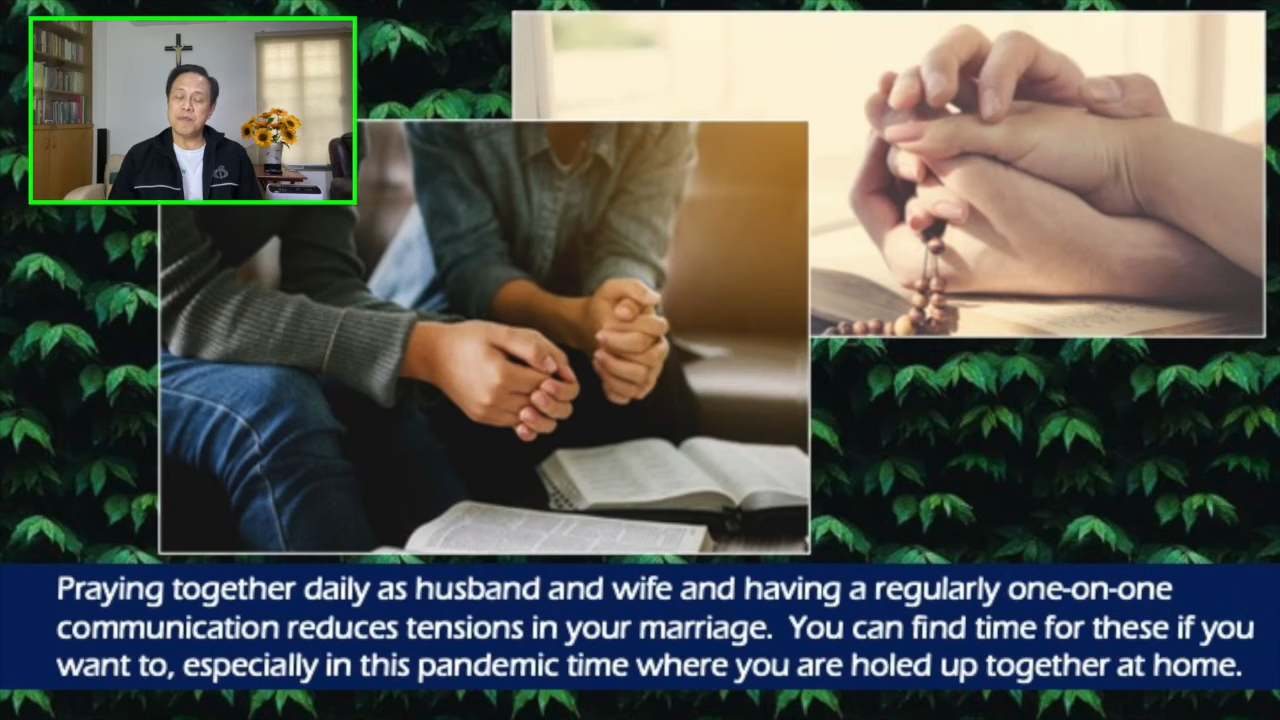 Praying together daily as husband and wife and having a regularly one-on-one
communication reduces tensions in your marriage.  You can find time for these if you
want to, especially in this pandemic time where you are holed up together at home.